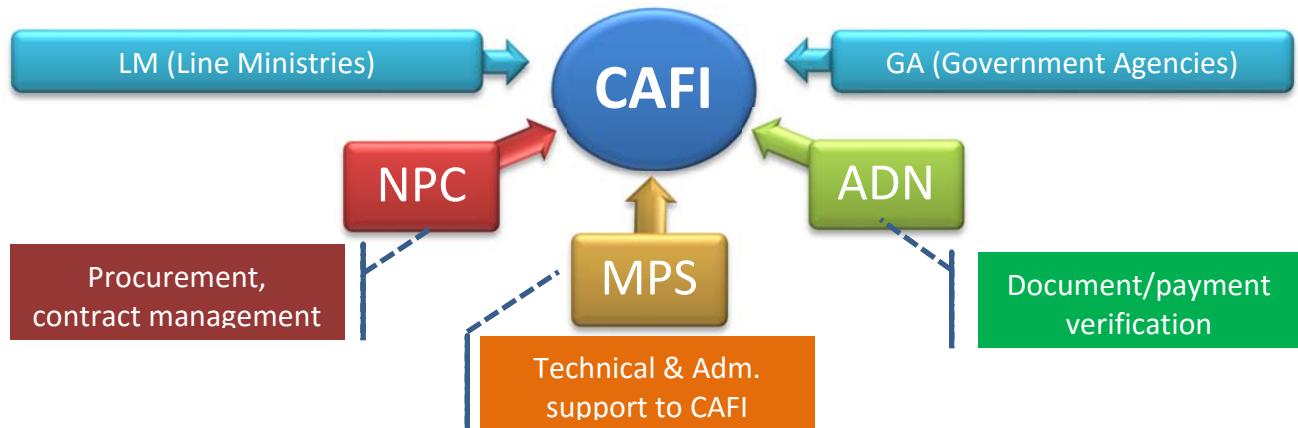 LM (Line Ministries)
CAFI
GA (Government Agencies)
NPC
ADN
MPS
Procurement,
contract management
Document/payment
verification
Technical & Adm.
support to CAFI